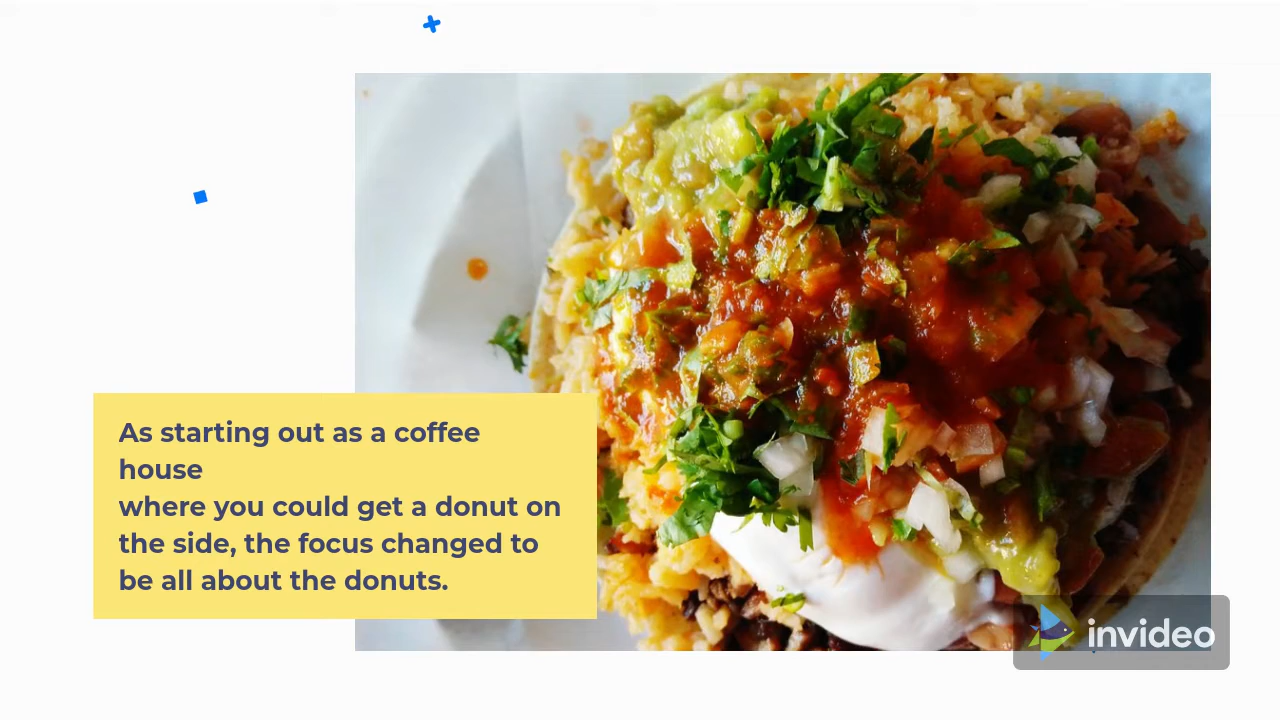 As starting out as a coffee
house
where you could get a donut on
the side, the focus changed to
be all about the donuts.
invideo